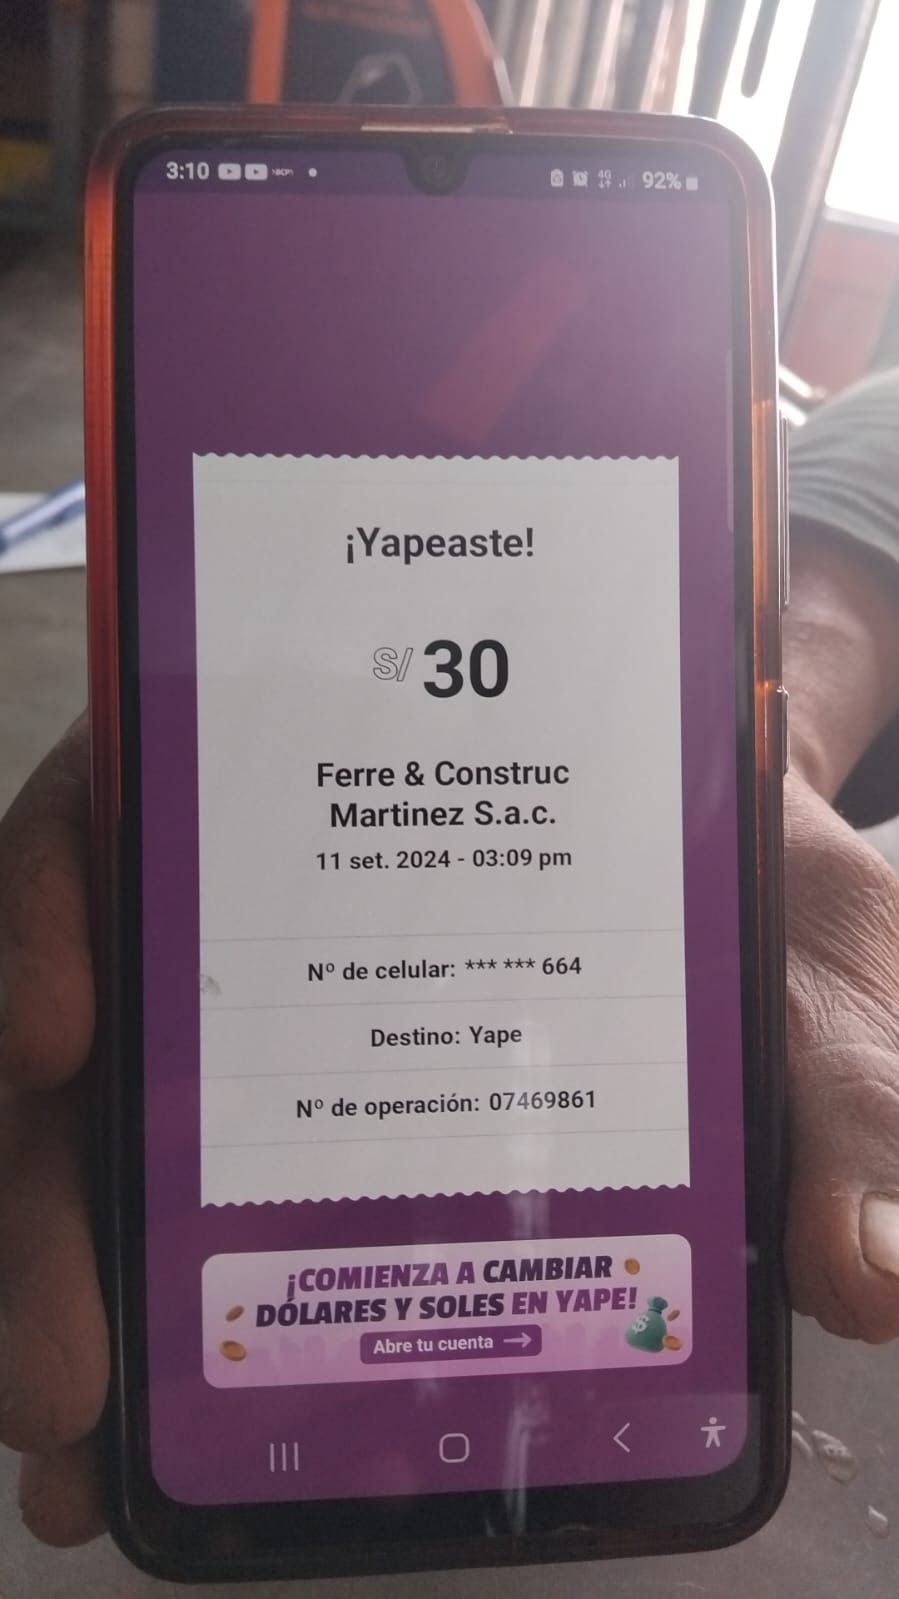 3:10
4G 92%
¡Yapeaste!
S/ 30
Ferre & Construc
Martinez S.a.c.
11 set. 2024 - 03:09 pm
Nº de celular: *** *** 664
Destino: Yape
Nº de operación: 07469861
¡COMIENZA A CAMBIAR
DÓLARES Y SOLES EN YAPE!
$
Abre tu cuenta →